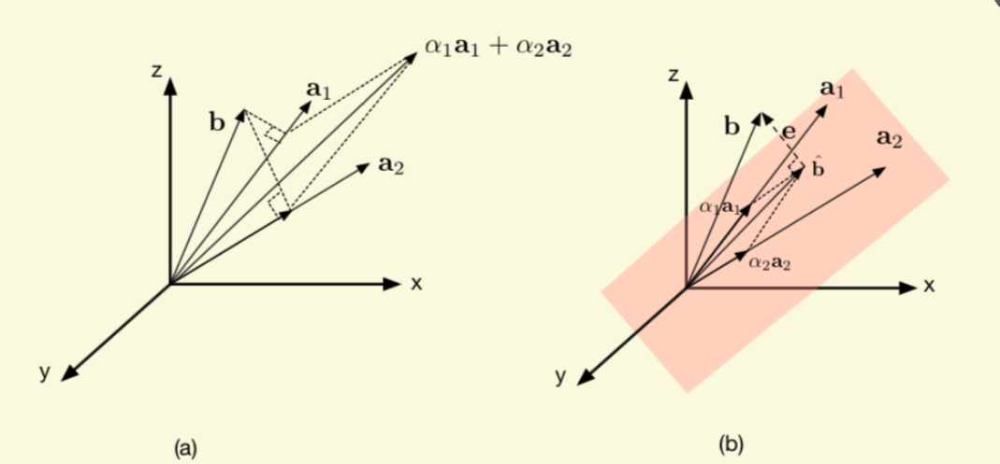 z
α₁a₁ + α₂a₂
a₁
b
a₂
x
y
(a)
z
a₁
b
e
a₂
b̂
α₁a₁
α₂a₂
x
y
(b)